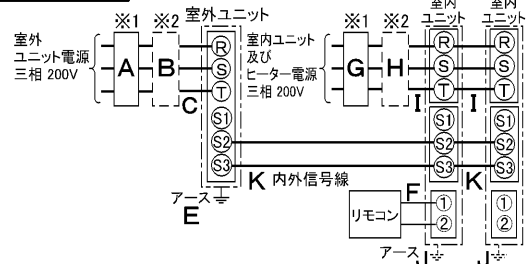 ※1 ※2 室外ユニット
室外
ユニット電源
三相 200V
A B C
R
S
T
S1
S2
S3
アース
E
※1 ※2
室内ユニット
及び
ヒーター電源
三相 200V
G H I I
室内
ユニット
R
S
T
S1
S2
S3
①
②
室内
ユニット
R
S
T
S1
S2
S3
①
②
K 内外信号線
K
F
リモコン
アース J
J